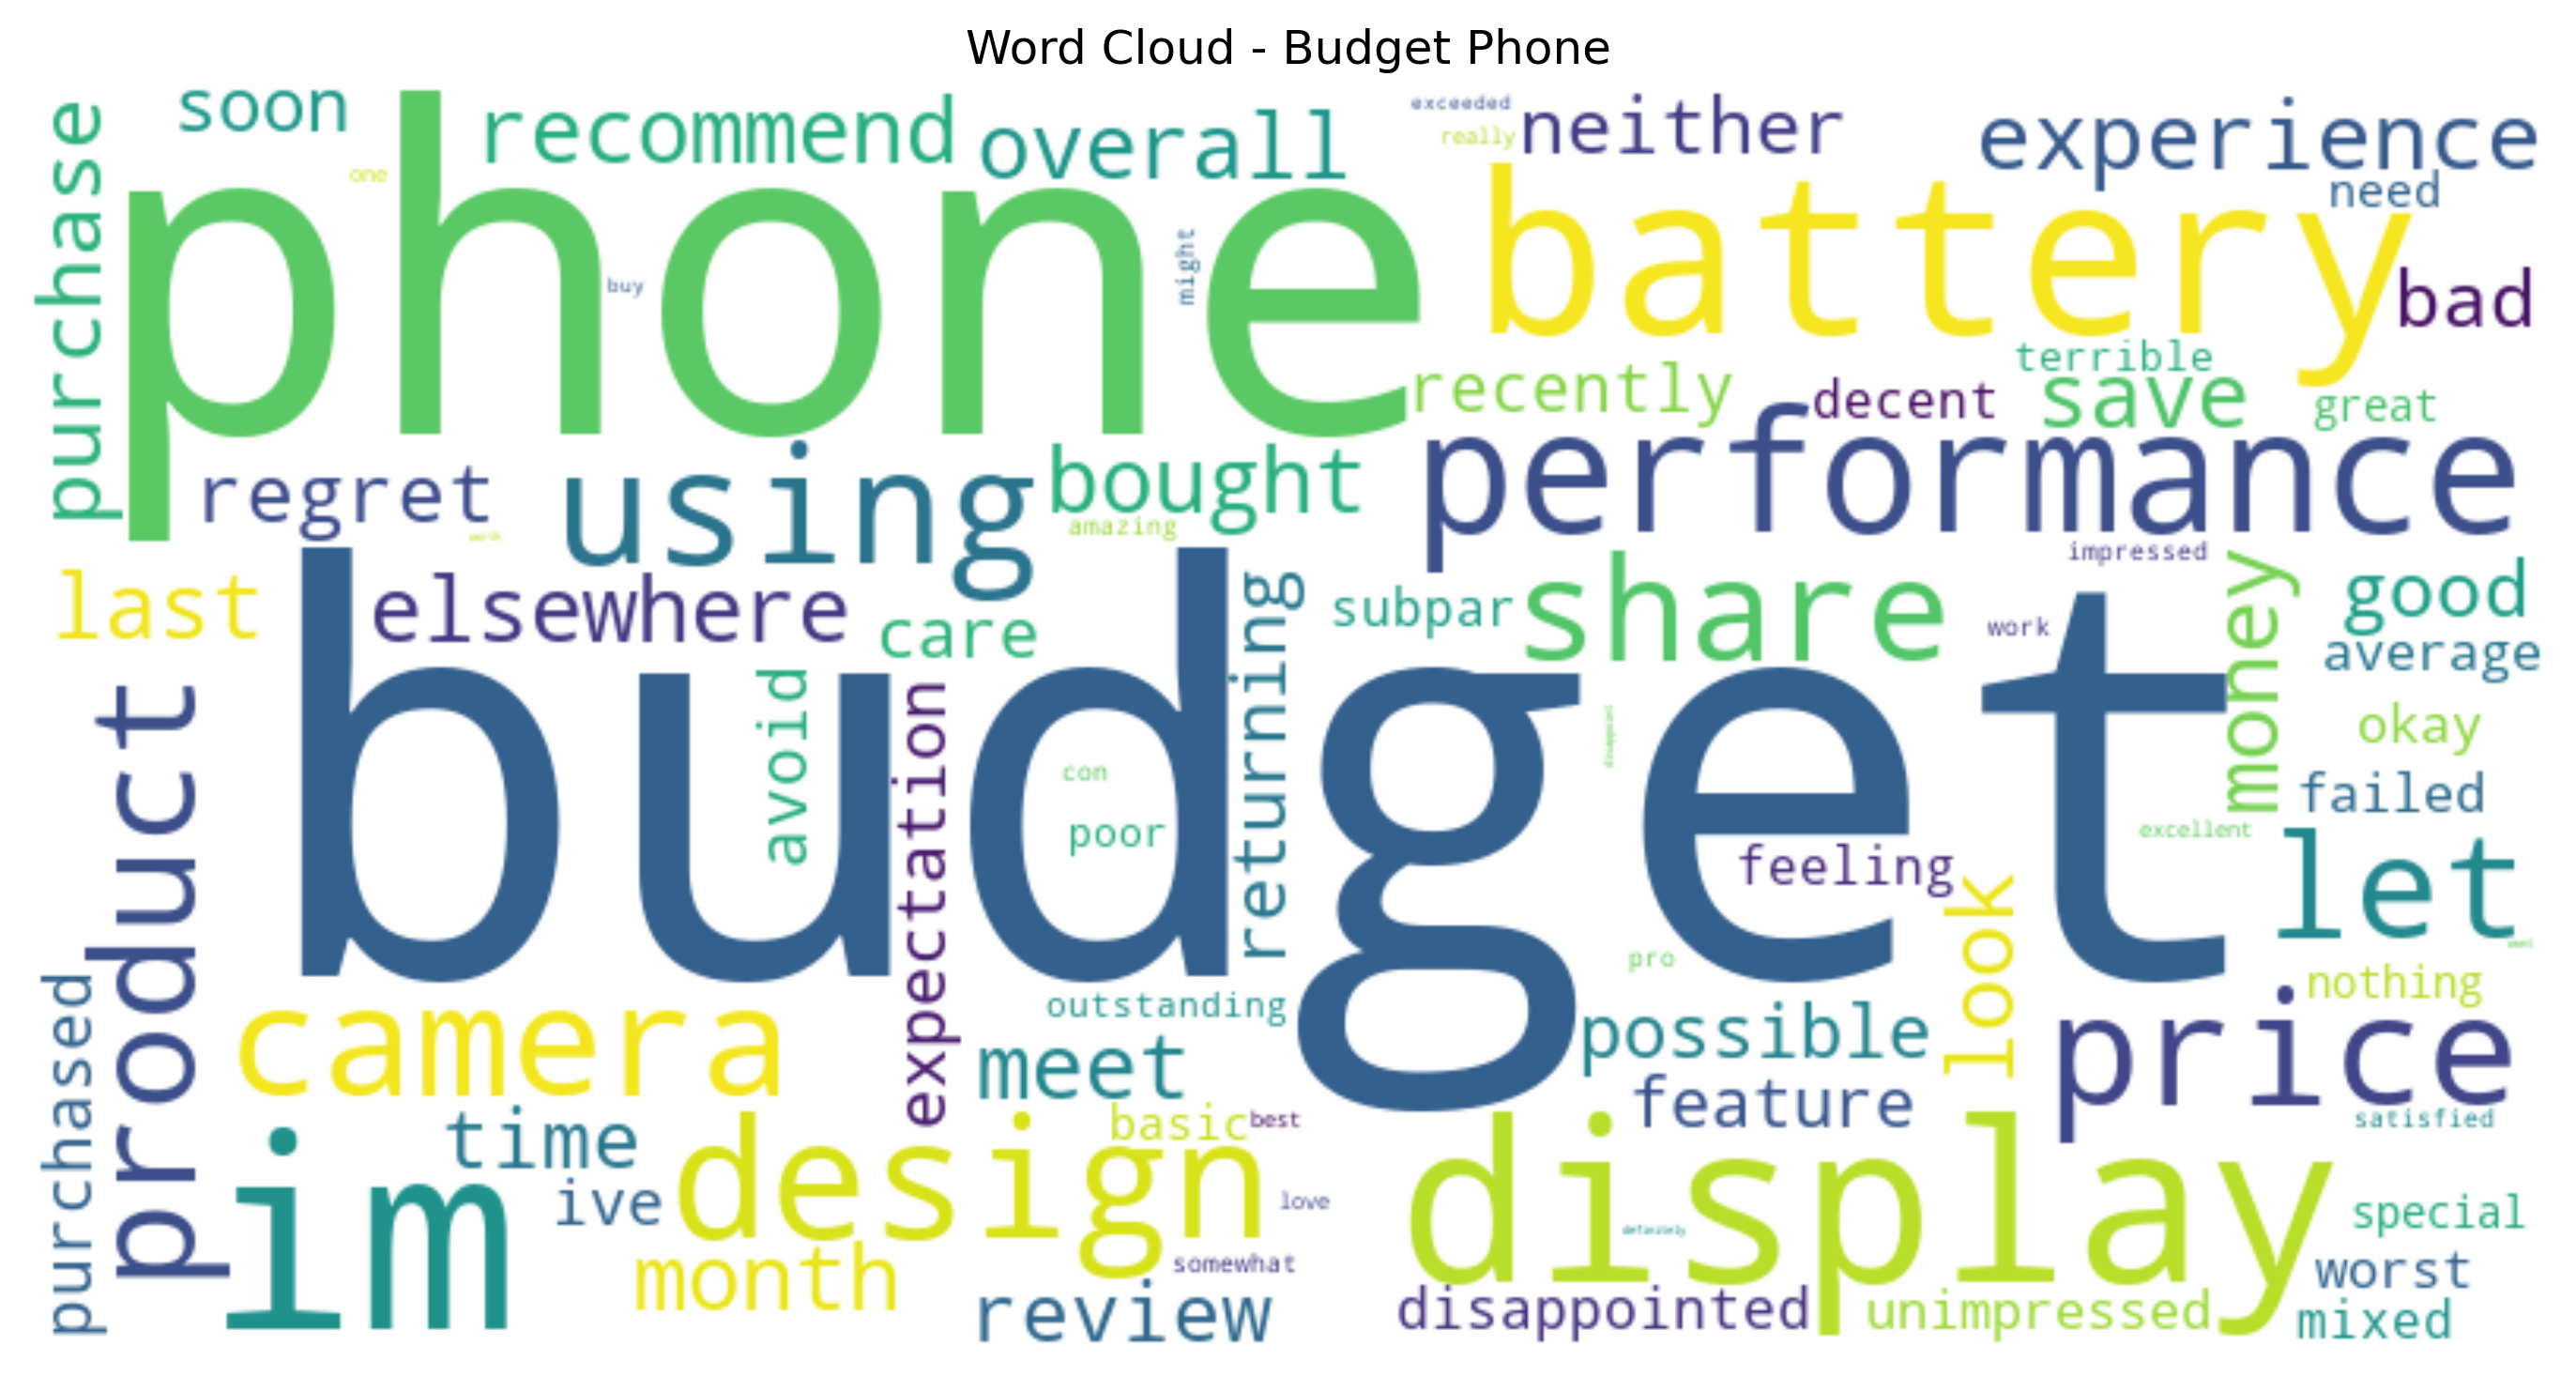 Word Cloud - Budget Phone
soon
recommend
overall
exceeded
really
neither
experience
need
purchase
one
phone
buy
might
battery
bad
terrible
recently
decent
save
great
regret
using
bought
amazing
performance
worth
impressed
last
elsewhere
care
returning
subpar
share
work
money
good
average
budget
product
avoid
expectation
con
poor
okay
failed
excellent
feeling
let
look
pro
nothing
purchased
camera
outstanding
meet
possible
feature
price
satisfied
time
basic
best
im
ive
design
love
display
definitely
special
month
somewhat
review
disappointed
unimpressed
worst
mixed